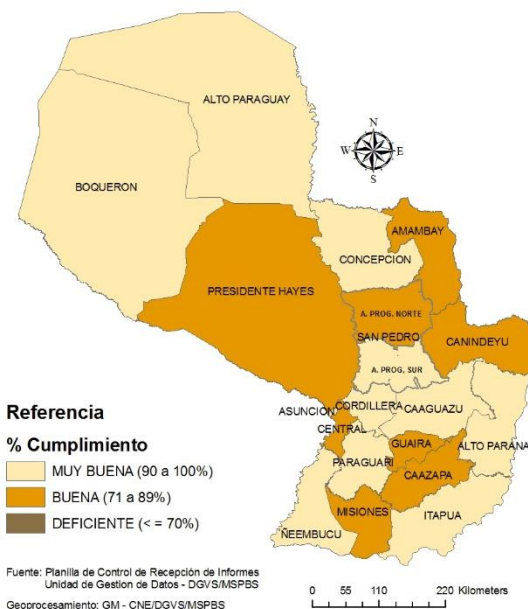 ALTO PARAGUAY
N
W E
S
BOQUERON
AMAMBAY
CONCEPCION
PRESIDENTE HAYES
A. PROG. NORTE
SAN PEDRO
CANINDEYU
A. PROG. SUR
Referencia
% Cumplimiento
MUY BUENA (90 a 100%)
BUENA (71 a 89%)
DEFICIENTE (< = 70%)
ASUNCION
CORDILLERA
CAAGUAZU
CENTRAL
GUAIRA
ALTO PARANA
PARAGUARI
CAAZAPA
MISIONES
ITAPUA
ÑEEMBUCU
Fuente: Planilla de Control de Recepción de Informes
Unidad de Gestion de Datos - DGVS/MSPBS
Geoprocesamiento: GM - CNE/DGVS/MSPBS
0 55 110 220 Kilometers